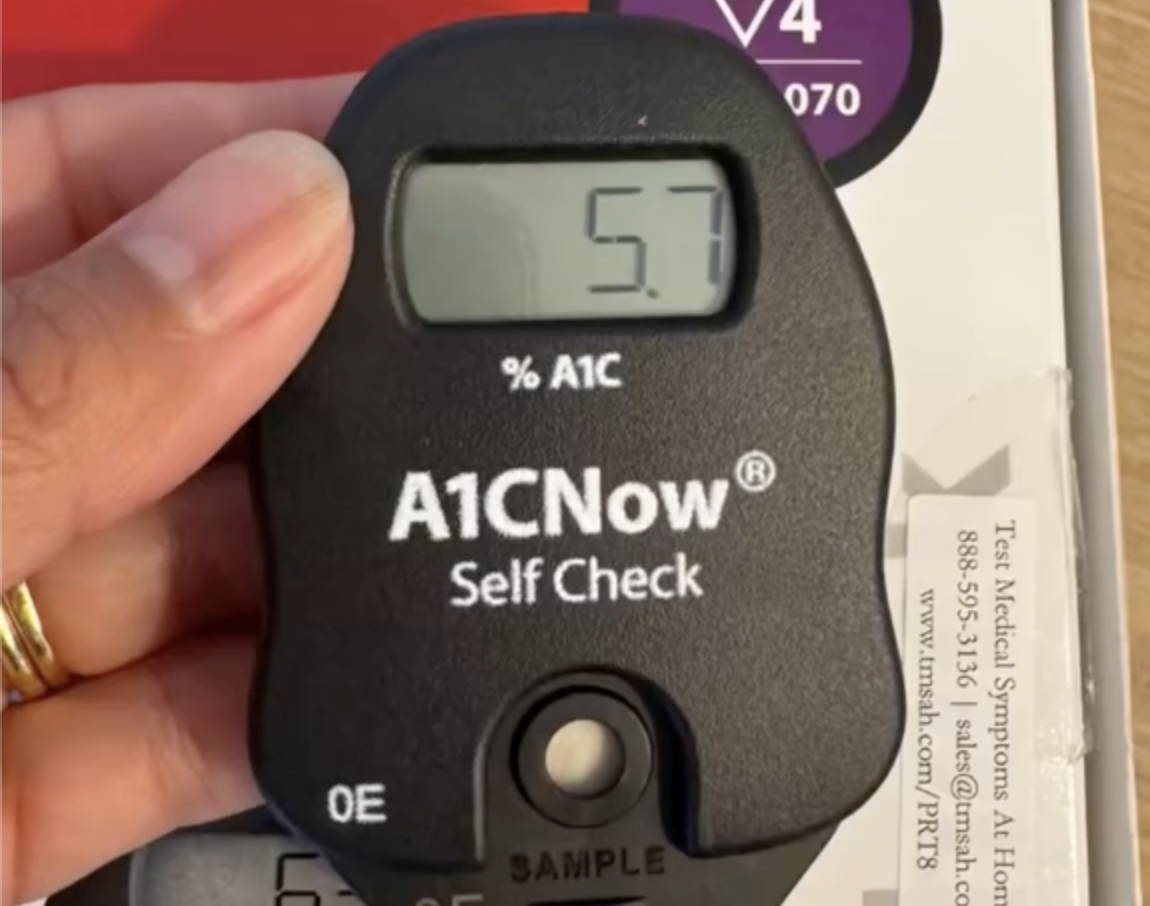 4
070
5.7
% A1C
A1CNow®
Self Check
0E
SAMPLE
Test Medical Symptoms At Hom
888-595-3136 | sales@tmsah.co
www.tmsah.com/PRT8